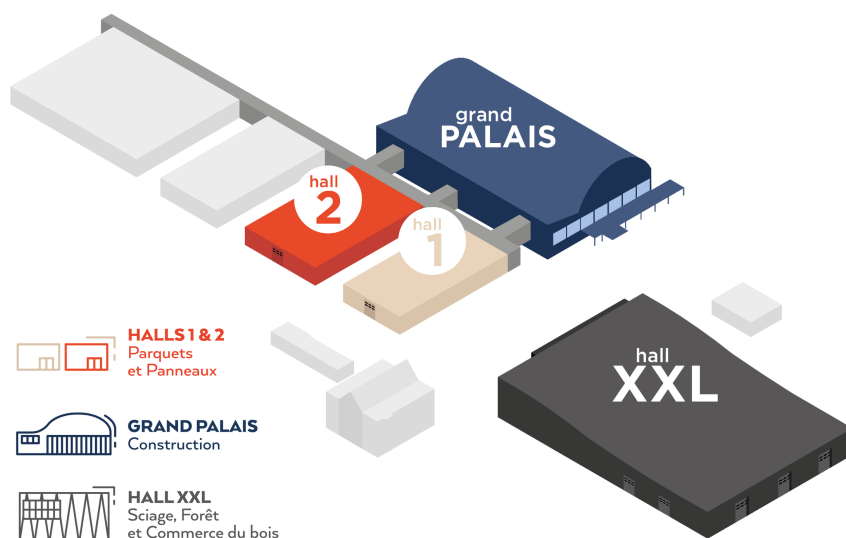 grand
PALAIS
hall
2
hall
1
hall
XXL
HALLS 1 & 2
Parquets
et Panneaux
GRAND PALAIS
Construction
HALL XXL
Sciage, Forêt
et Commerce du bois